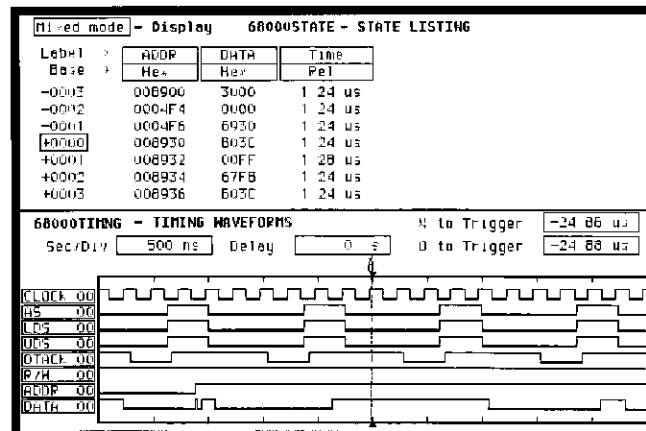 Mixed mode - Display 68000STATE - STATE LISTING
Label > ADDR DATA Time
Base > Hex Hex Rel
-0003 008900 3000 1.24 us
-0002 0004F4 0000 1.24 us
-0001 0004F6 8930 1.24 us
+0000 008930 B03C 1.24 us
+0001 008932 00FF 1.28 us
+0002 008934 67F8 1.24 us
+0003 008936 B03C 1.24 us
68000TIMNG - TIMING WAVEFORMS X to Trigger -24.86 us
Sec/Div 500 ns Delay 0 s O to Trigger -24.88 us
CLOCK 00
AS 00
LDS 00
UDS 00
DTACK 00
R/W 00
ADDR 00
DATA 00